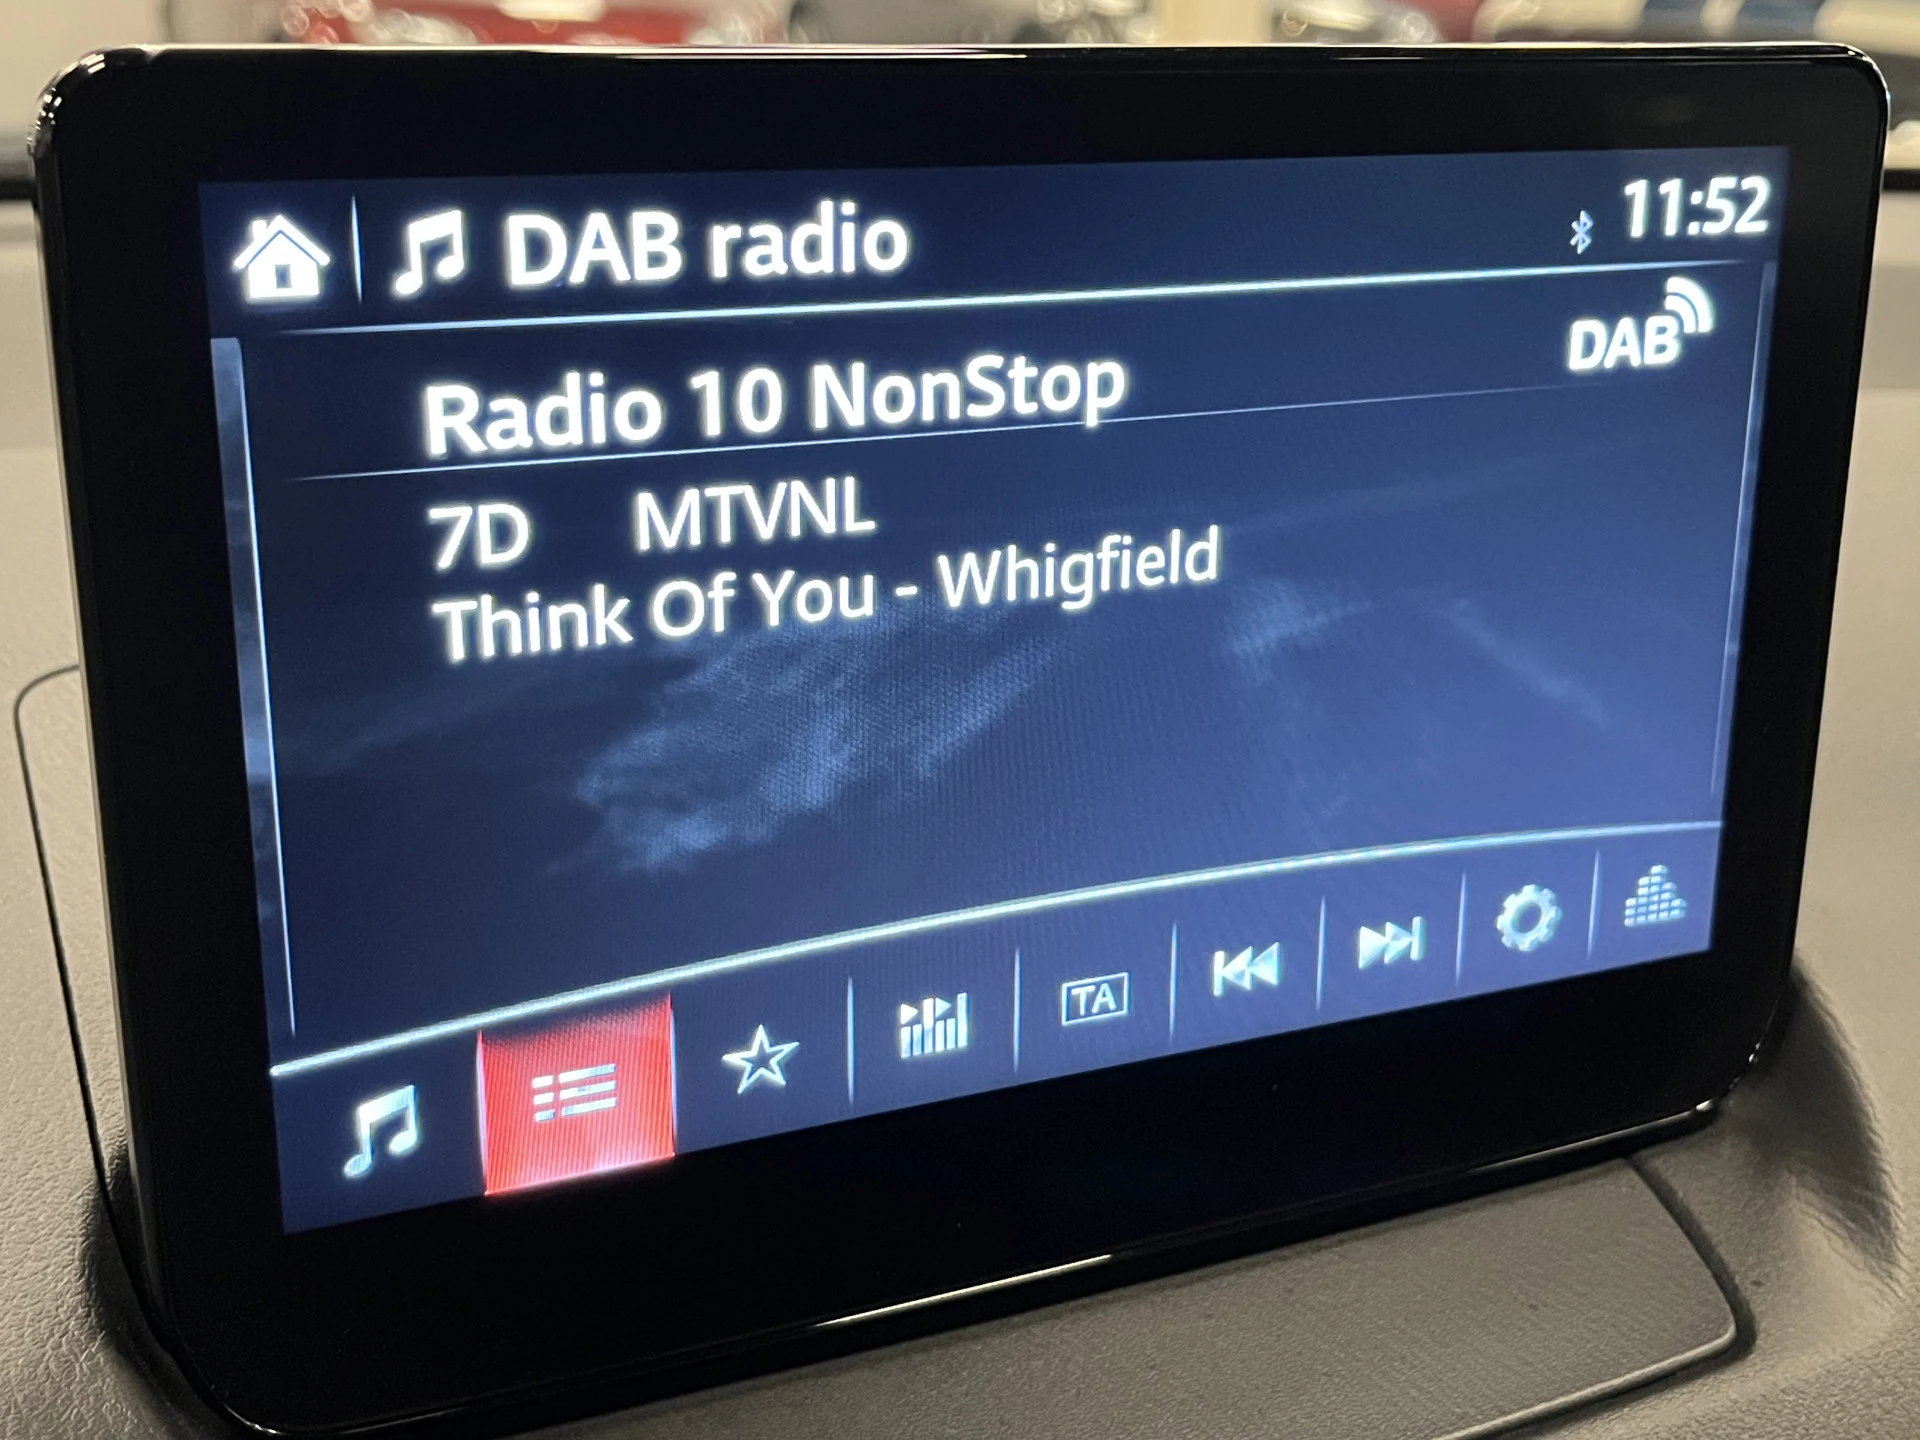 DAB radio
11:52
DAB
Radio 10 NonStop
7D MTVNL
Think Of You - Whigfield
TA